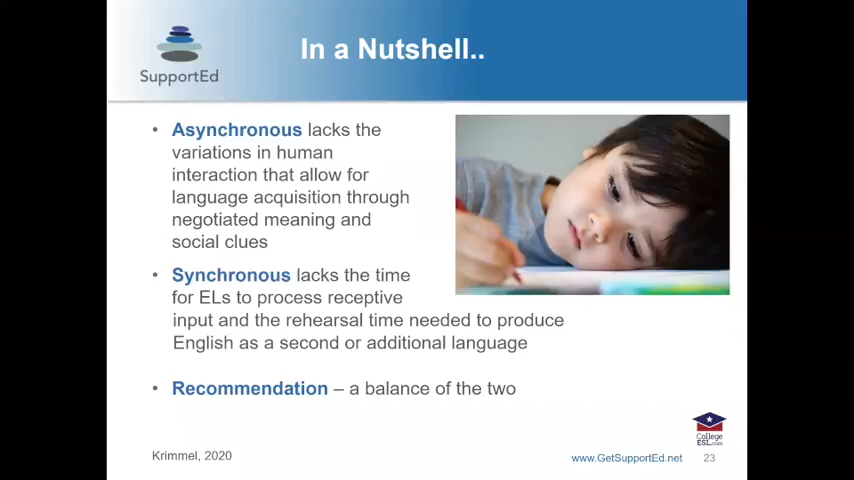 In a Nutshell..
SupportEd
• Asynchronous lacks the
variations in human
interaction that allow for
language acquisition through
negotiated meaning and
social clues
• Synchronous lacks the time
for ELs to process receptive
input and the rehearsal time needed to produce
English as a second or additional language
• Recommendation – a balance of the two
College
ESL.com
Krimmel, 2020
www.GetSupportEd.net 23